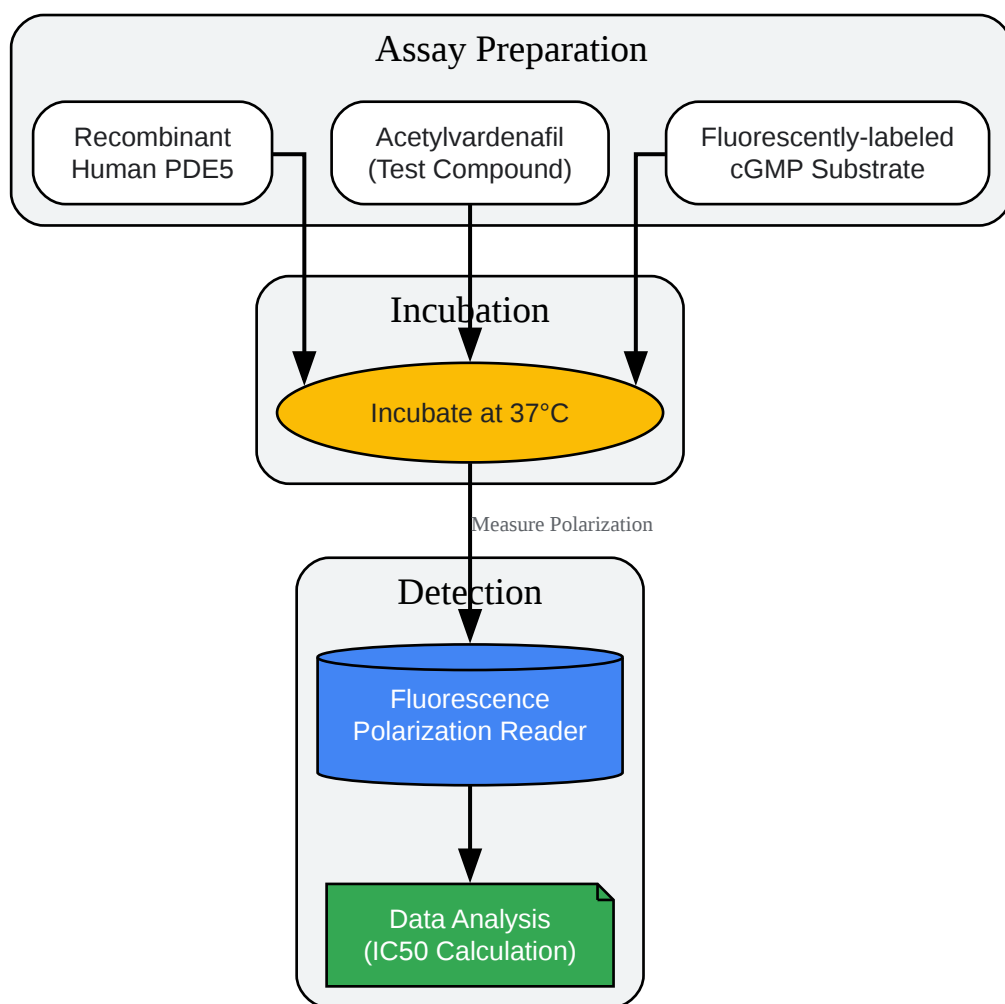 Assay Preparation
Recombinant
Human PDE5
Acetylvardenafil
(Test Compound)
Fluorescently-labeled
cGMP Substrate
Incubation
Incubate at 37°C
Measure Polarization
Detection
Fluorescence
Polarization Reader
Data Analysis
(IC50 Calculation)